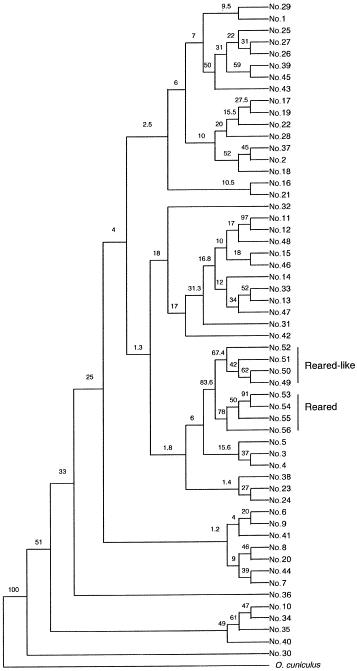 9.5 No.29
No.1
7 22 No.25
31 31 No.27
No.26
50 59 No.39
No.45
No.43
6
27.5 No.17
15.5 No.19
20 No.22
No.28
10
45 No.37
52 No.2
No.18
2.5
10.5 No.16
No.21
4
No.32
97 No.11
17 No.12
No.48
10
18 No.15
No.46
16.8
18
No.14
12 52 No.33
34 No.13
No.47
31.3
17 No.31
No.42
1.3
No.52
67.4 No.51 Reared-like
42 62 No.50
No.49
83.6
91 No.53
50 No.54 Reared
78 No.55
No.56
6
15.6 No.5
37 No.3
No.4
1.8
1.4 No.38
27 No.23
No.24
25
20 No.6
4 No.9
No.41
1.2
46 No.8
9 No.20
39 No.44
No.7
33
No.36
51
47 No.10
61 No.34
49 No.35
No.40
100
No.30
O. cuniculus